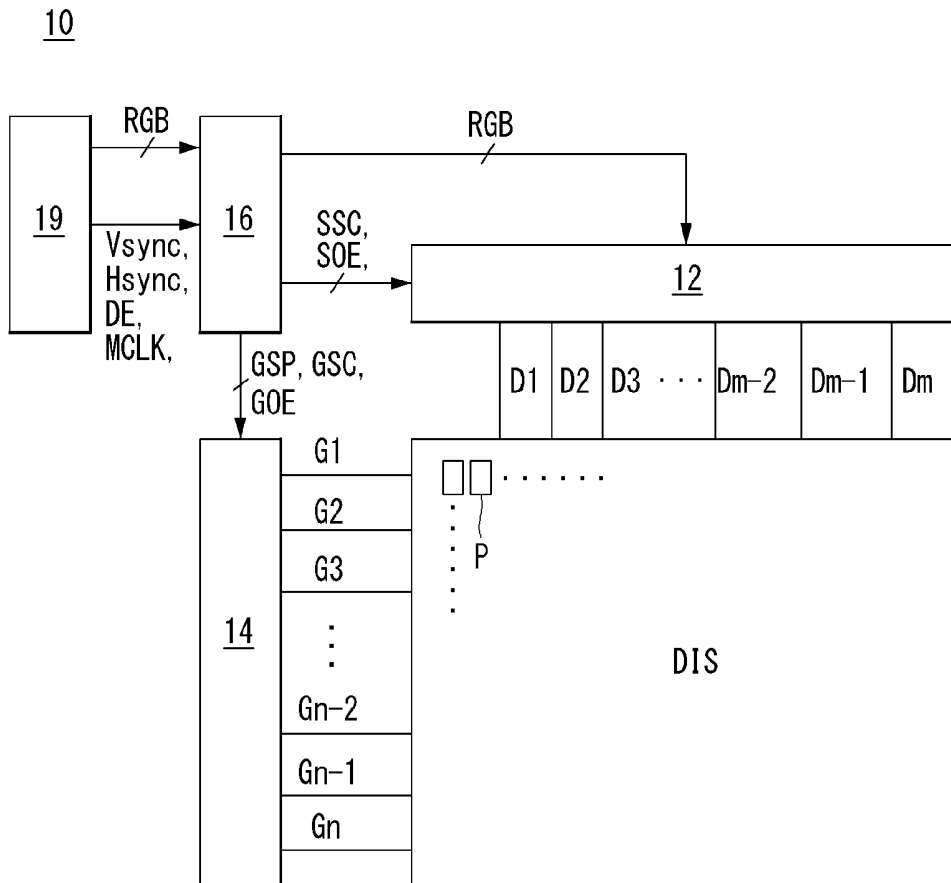 10
RGB
RGB
19
16
Vsync,
Hsync,
DE,
MCLK,
SSC,
SOE,
12
GSP, GSC,
GOE
D1 D2 D3 ··· Dm-2 Dm-1 Dm
G1
G2
G3
P
14
DIS
Gn-2
Gn-1
Gn